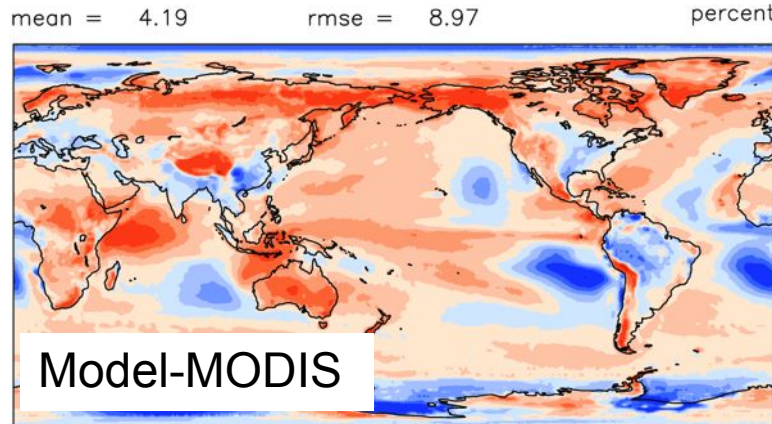 mean = 4.19 rmse = 8.97 percent
Model-MODIS